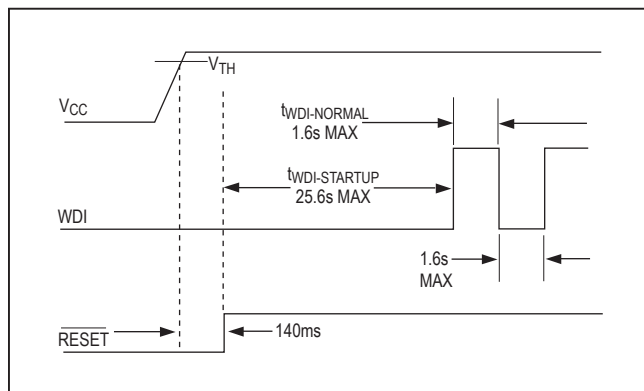 VTH
VCC
tWDI-NORMAL
1.6s MAX
tWDI-STARTUP
25.6s MAX
WDI
1.6s
MAX
RESET
140ms